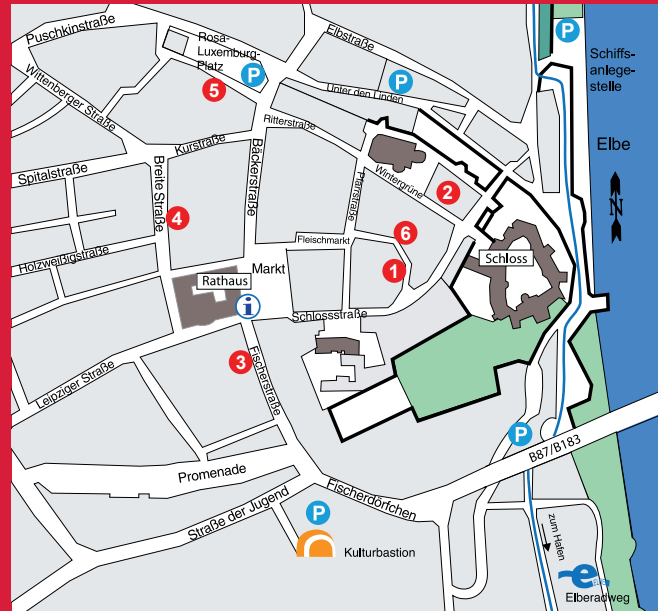 Puschkinstraße
Rosa-
Luxemburg-
Platz
Elbstraße
P
P
P
P
P
Schiffs-
anlege-
stelle
Wittenberger Straße
5
Unter den Linden
Ritterstraße
Kurstraße
Elbe
N
Spitalstraße
Breite Straße
Bäckerstraße
Pfarrstraße
Wintergrüne
2
4
6
Fleischmarkt
Holzweißigstraße
Markt
1
Schloss
Rathaus
i
Schlossstraße
3
Leipziger Straße
Fischerstraße
B87/B183
Promenade
Fischerdörfchen
Straße der Jugend
Kulturbastion
zum Hafen
e
Elberadweg